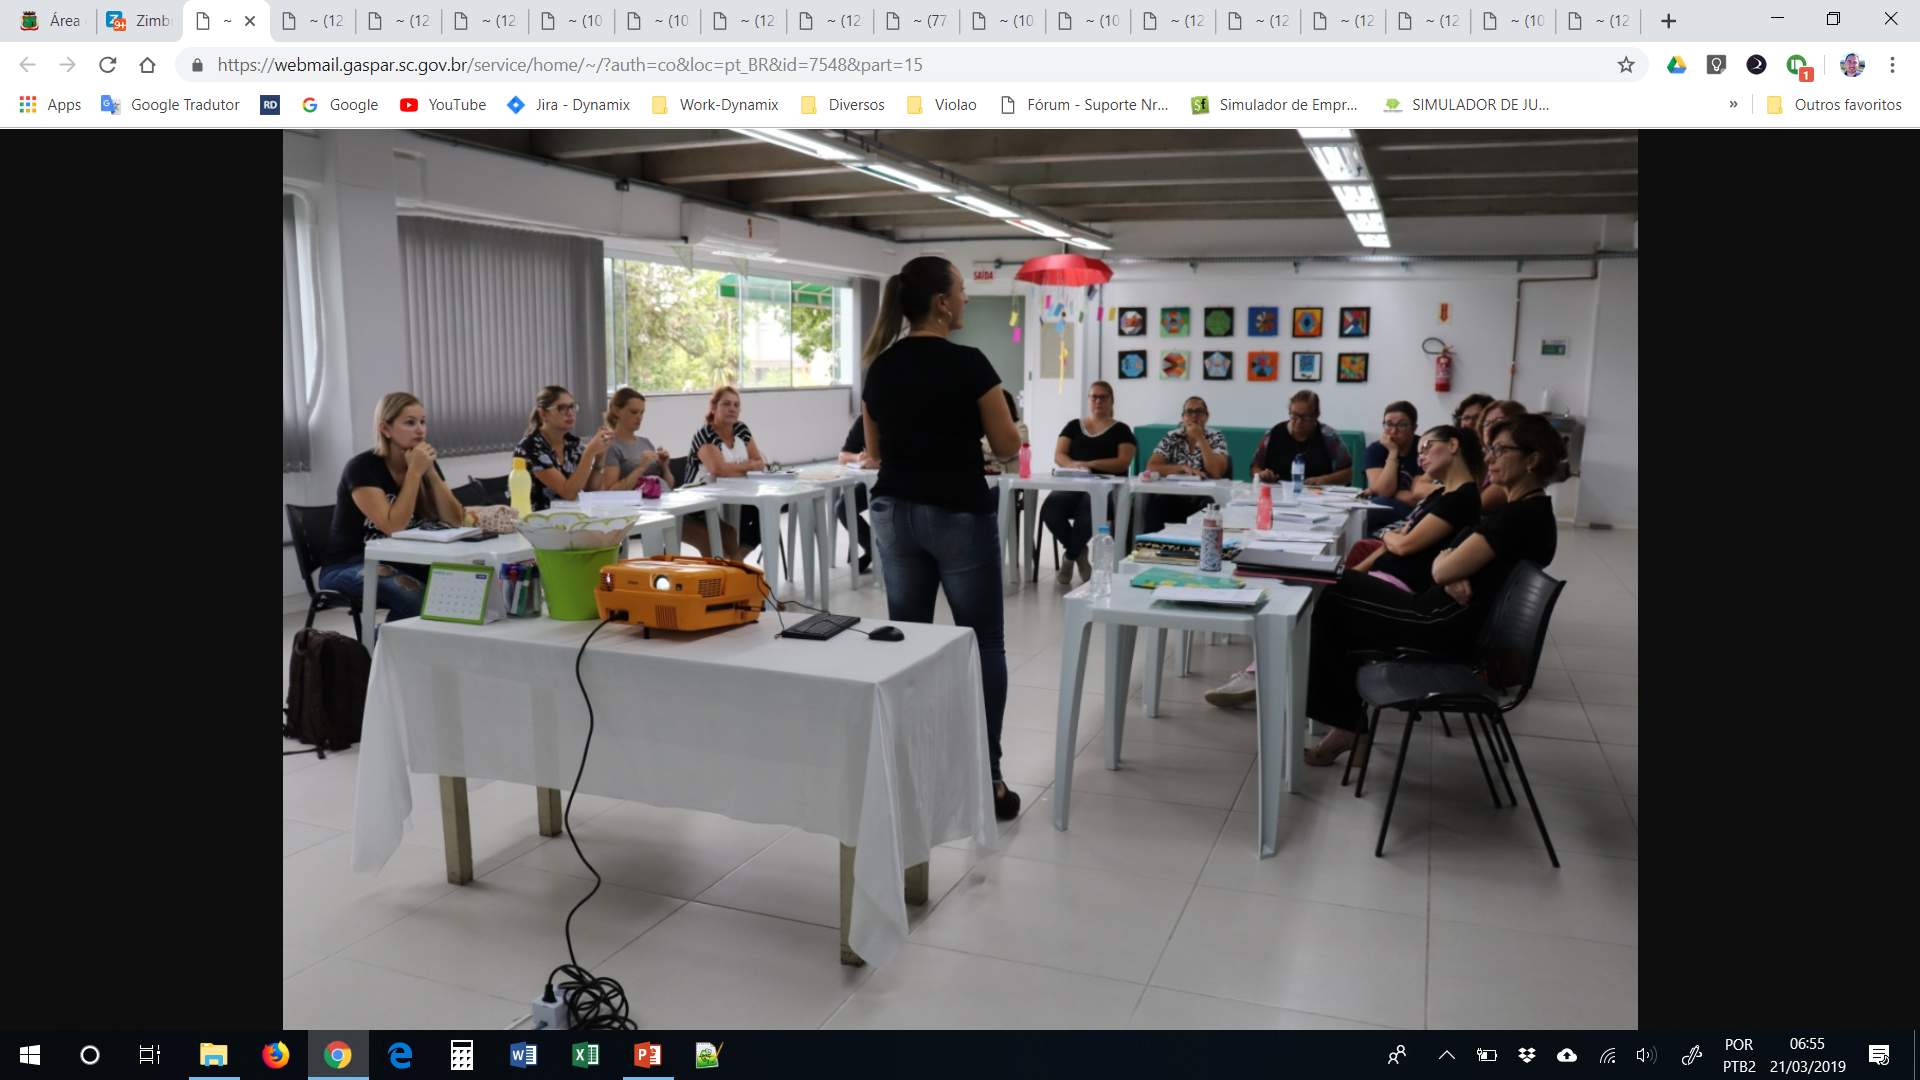 Área
Zimb
~
~ (12
~ (12
~ (12
~ (10
~ (10
~ (12
~ (12
~ (77
~ (10
~ (10
~ (12
~ (12
~ (12
~ (12
~ (10
~ (12
https://webmail.gaspar.sc.gov.br/service/home/~/?auth=co&loc=pt_BR&id=7548&part=15
1
Apps
Google Tradutor
RD
Google
YouTube
Jira - Dynamix
Work-Dynamix
Diversos
Violao
Fórum - Suporte Nr...
Simulador de Empr...
SIMULADOR DE JU...
»
Outros favoritos
SAÍDA
POR
PTB2
06:55
21/03/2019